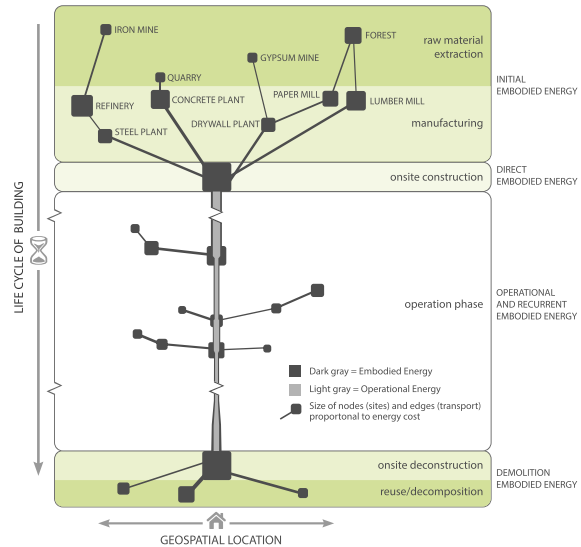 IRON MINE
FOREST
raw material
extraction
GYPSUM MINE
QUARRY
INITIAL
EMBODIED ENERGY
REFINERY
CONCRETE PLANT
PAPER MILL
LUMBER MILL
STEEL PLANT
DRYWALL PLANT
manufacturing
onsite construction
DIRECT
EMBODIED ENERGY
LIFE CYCLE OF BUILDING
operation phase
OPERATIONAL
AND RECURRENT
EMBODIED ENERGY
Dark gray = Embodied Energy
Light gray = Operational Energy
Size of nodes (sites) and edges (transport)
proportonal to energy cost
onsite deconstruction
DEMOLITION
EMBODIED ENERGY
reuse/decomposition
GEOSPATIAL LOCATION